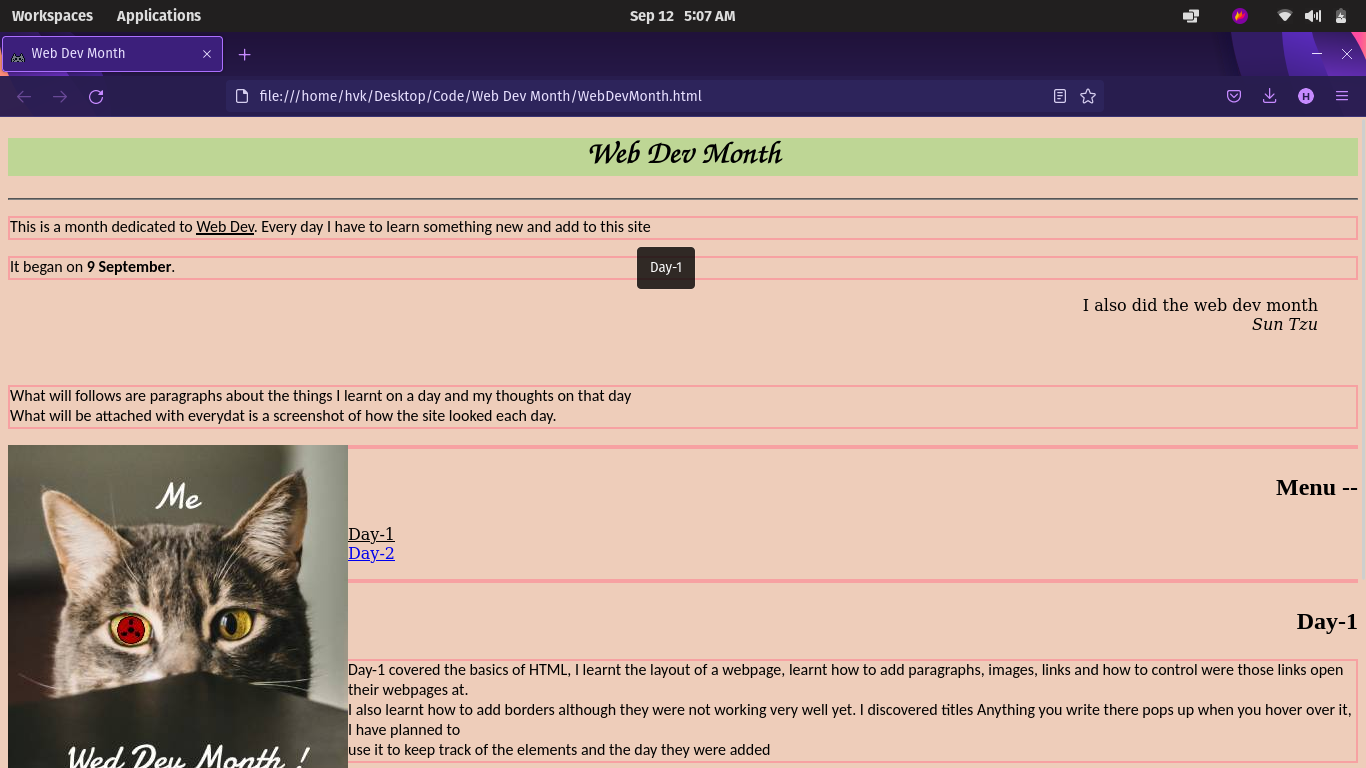 Workspaces Applications Sep 12 5:07 AM
Web Dev Month
file:///home/hvk/Desktop/Code/Web Dev Month/WebDevMonth.html H
Web Dev Month
This is a month dedicated to Web Dev. Every day I have to learn something new and add to this site
Day-1
It began on 9 September.
I also did the web dev month
Sun Tzu
What will follows are paragraphs about the things I learnt on a day and my thoughts on that day
What will be attached with everydat is a screenshot of how the site looked each day.
Me
Wed Dev Month !
Menu --
Day-1
Day-2
Day-1
Day-1 covered the basics of HTML, I learnt the layout of a webpage, learnt how to add paragraphs, images, links and how to control were those links open
their webpages at.
I also learnt how to add borders although they were not working very well yet. I discovered titles Anything you write there pops up when you hover over it,
I have planned to
use it to keep track of the elements and the day they were added